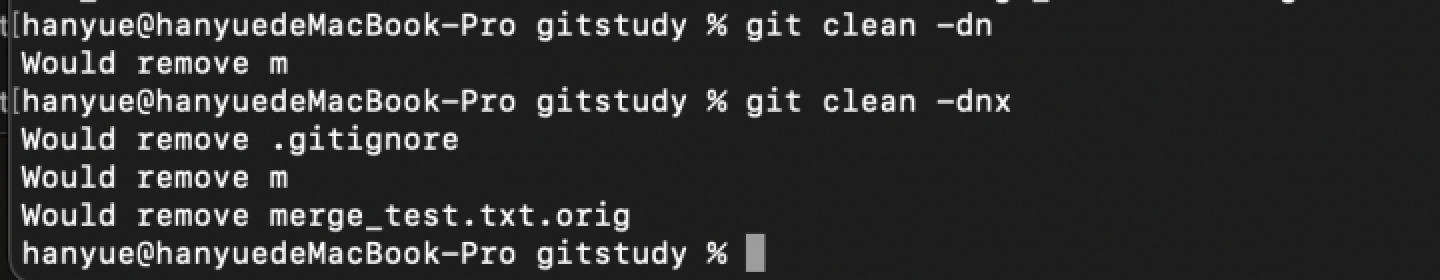 [hanyue@hanyuedeMacBook-Pro gitstudy % git clean -dn
Would remove m
[hanyue@hanyuedeMacBook-Pro gitstudy % git clean -dnx
Would remove .gitignore
Would remove m
Would remove merge_test.txt.orig
hanyue@hanyuedeMacBook-Pro gitstudy %